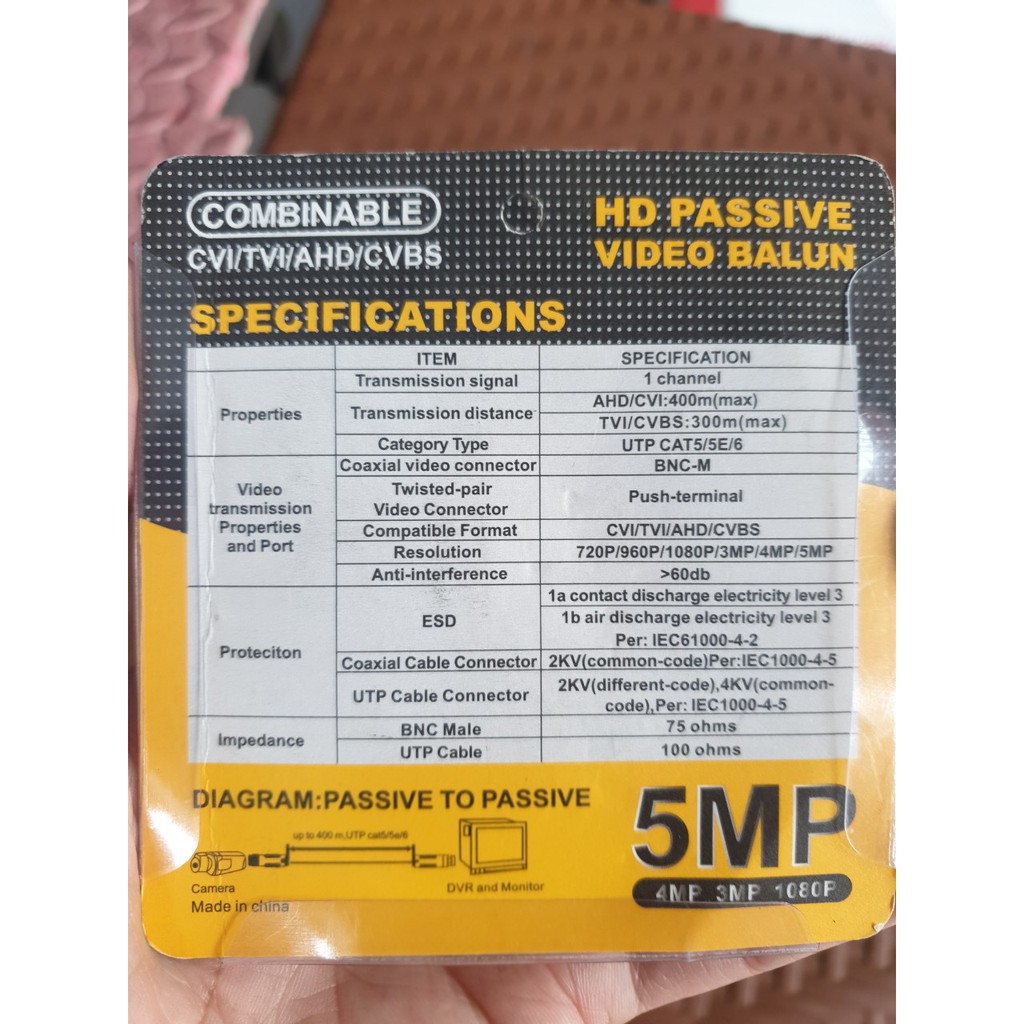 COMBINABLE
CVI/TVI/AHD/CVBS
HD PASSIVE
VIDEO BALUN
SPECIFICATIONS
ITEM SPECIFICATION
Properties
Transmission signal 1 channel
Transmission distance AHD/CVI:400m(max)
TVI/CVBS:300m(max)
Category Type UTP CAT5/5E/6
Video
transmission
Properties
and Port
Coaxial video connector BNC-M
Twisted-pair
Video Connector
Push-terminal
Compatible Format CVI/TVI/AHD/CVBS
Resolution 720P/960P/1080P/3MP/4MP/5MP
Anti-interference >60db
Proteciton
ESD
1a contact discharge electricity level 3
1b air discharge electricity level 3
Per: IEC61000-4-2
Coaxial Cable Connector 2KV(common-code)Per:IEC1000-4-5
UTP Cable Connector
2KV(different-code),4KV(common-
code),Per: IEC1000-4-5
Impedance
BNC Male 75 ohms
UTP Cable 100 ohms
DIAGRAM:PASSIVE TO PASSIVE
up to 400 m,UTP cat5/5e/6
Camera
DVR and Monitor
Made in china
5MP
4MP 3MP 1080P